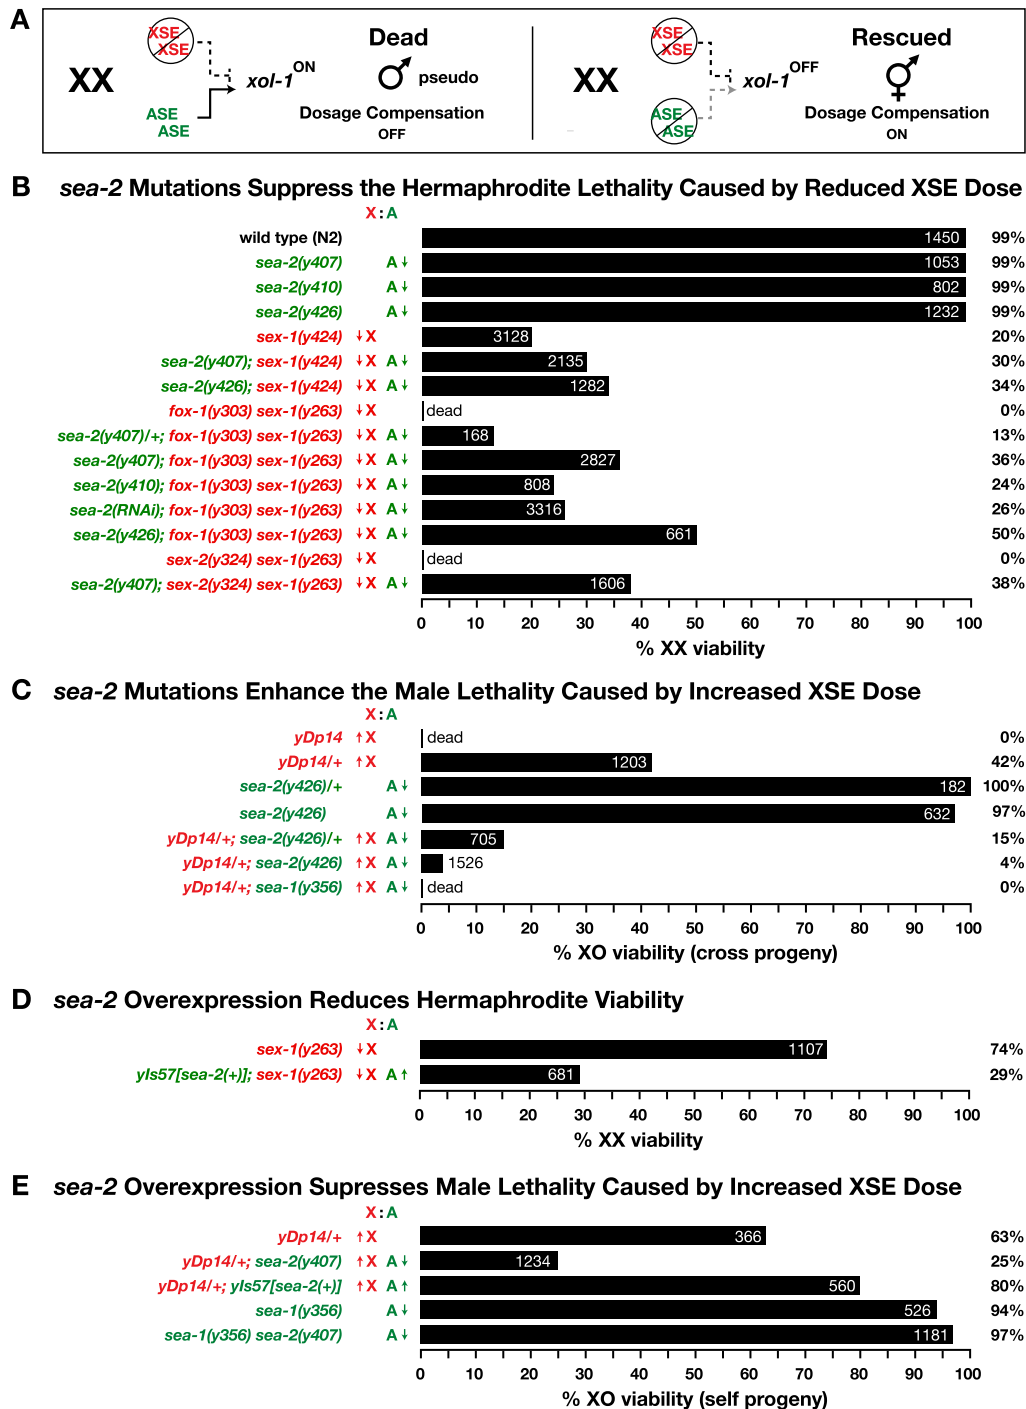 A
XSE
XSE
XX
ASE
ASE
xol-1 ON
Dead
pseudo
Dosage Compensation
OFF
XSE
XSE
XX
ASE
ASE
xol-1 OFF
Rescued
Dosage Compensation
ON
B sea-2 Mutations Suppress the Hermaphrodite Lethality Caused by Reduced XSE Dose
X : A
wild type (N2) 1450 99%
sea-2(y407) A↓ 1053 99%
sea-2(y410) A↓ 802 99%
sea-2(y426) A↓ 1232 99%
sex-1(y424) ↓X 3128 20%
sea-2(y407); sex-1(y424) ↓X A↓ 2135 30%
sea-2(y426); sex-1(y424) ↓X A↓ 1282 34%
fox-1(y303) sex-1(y263) ↓X dead 0%
sea-2(y407)/+; fox-1(y303) sex-1(y263) ↓X A↓ 168 13%
sea-2(y407); fox-1(y303) sex-1(y263) ↓X A↓ 2827 36%
sea-2(y410); fox-1(y303) sex-1(y263) ↓X A↓ 808 24%
sea-2(RNAi); fox-1(y303) sex-1(y263) ↓X A↓ 3316 26%
sea-2(y426); fox-1(y303) sex-1(y263) ↓X A↓ 661 50%
sex-2(y324) sex-1(y263) ↓X dead 0%
sea-2(y407); sex-2(y324) sex-1(y263) ↓X A↓ 1606 38%
0 10 20 30 40 50 60 70 80 90 100
% XX viability
C sea-2 Mutations Enhance the Male Lethality Caused by Increased XSE Dose
X : A
yDp14 ↑X dead 0%
yDp14/+ ↑X 1203 42%
sea-2(y426)/+ A↓ 182 100%
sea-2(y426) A↓ 632 97%
yDp14/+; sea-2(y426)/+ ↑X A↓ 705 15%
yDp14/+; sea-2(y426) ↑X A↓ 1526 4%
yDp14/+; sea-1(y356) ↑X A↓ dead 0%
0 10 20 30 40 50 60 70 80 90 100
% XO viability (cross progeny)
D sea-2 Overexpression Reduces Hermaphrodite Viability
X : A
sex-1(y263) ↓X 1107 74%
yIs57[sea-2(+)]; sex-1(y263) ↓X A↑ 681 29%
0 10 20 30 40 50 60 70 80 90 100
% XX viability
E sea-2 Overexpression Supresses Male Lethality Caused by Increased XSE Dose
X : A
yDp14/+ ↑X 366 63%
yDp14/+; sea-2(y407) ↑X A↓ 1234 25%
yDp14/+; yIs57[sea-2(+)] ↑X A↑ 560 80%
sea-1(y356) A↓ 526 94%
sea-1(y356) sea-2(y407) A↓ 1181 97%
0 10 20 30 40 50 60 70 80 90 100
% XO viability (self progeny)